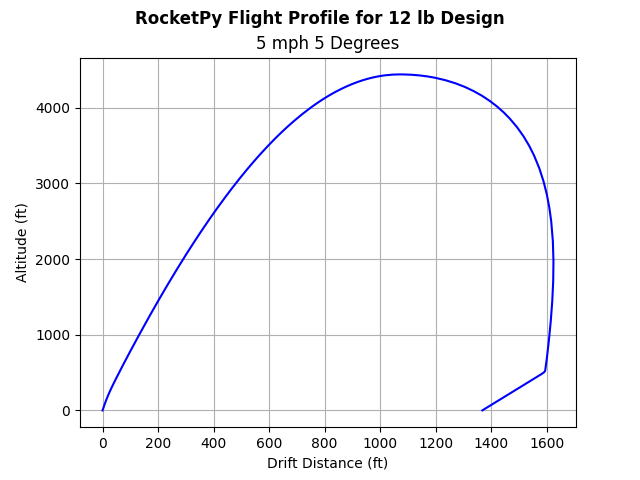 RocketPy Flight Profile for 12 lb Design
5 mph 5 Degrees
Altitude (ft)
4000
3000
2000
1000
0
0 200 400 600 800 1000 1200 1400 1600
Drift Distance (ft)